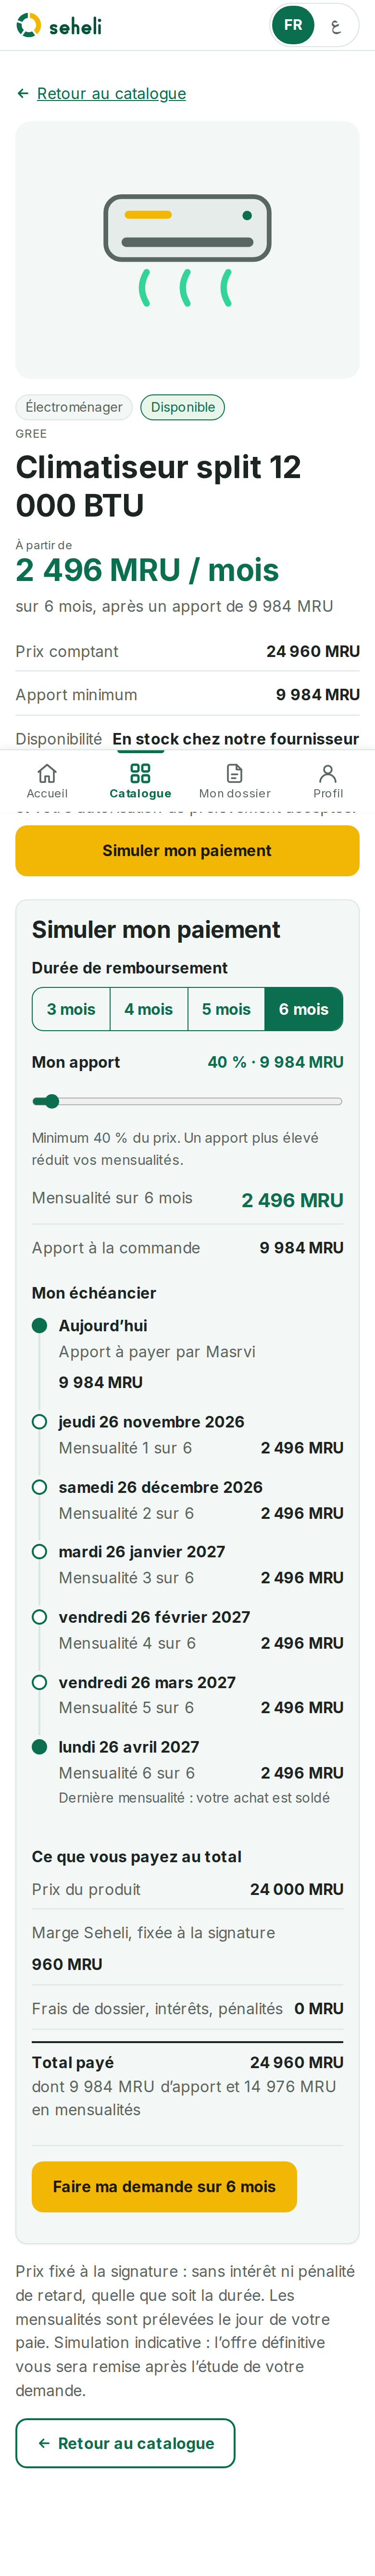 seheli
FR
ع
← Retour au catalogue
Électroménager
Disponible
GREE
Climatiseur split 12
000 BTU
À partir de
2 496 MRU / mois
sur 6 mois, après un apport de 9 984 MRU
Prix comptant 24 960 MRU
Apport minimum 9 984 MRU
Disponibilité En stock chez notre fournisseur
Accueil
Catalogue
Mon dossier
Profil
Simuler mon paiement
Simuler mon paiement
Durée de remboursement
3 mois
4 mois
5 mois
6 mois
Mon apport 40 % · 9 984 MRU
Minimum 40 % du prix. Un apport plus élevé
réduit vos mensualités.
Mensualité sur 6 mois 2 496 MRU
Apport à la commande 9 984 MRU
Mon échéancier
Aujourd’hui
Apport à payer par Masrvi
9 984 MRU
jeudi 26 novembre 2026
Mensualité 1 sur 6 2 496 MRU
samedi 26 décembre 2026
Mensualité 2 sur 6 2 496 MRU
mardi 26 janvier 2027
Mensualité 3 sur 6 2 496 MRU
vendredi 26 février 2027
Mensualité 4 sur 6 2 496 MRU
vendredi 26 mars 2027
Mensualité 5 sur 6 2 496 MRU
lundi 26 avril 2027
Mensualité 6 sur 6 2 496 MRU
Dernière mensualité : votre achat est soldé
Ce que vous payez au total
Prix du produit 24 000 MRU
Marge Seheli, fixée à la signature
960 MRU
Frais de dossier, intérêts, pénalités 0 MRU
Total payé 24 960 MRU
dont 9 984 MRU d’apport et 14 976 MRU
en mensualités
Faire ma demande sur 6 mois
Prix fixé à la signature : sans intérêt ni pénalité
de retard, quelle que soit la durée. Les
mensualités sont prélevées le jour de votre
paie. Simulation indicative : l’offre définitive
vous sera remise après l’étude de votre
demande.
← Retour au catalogue